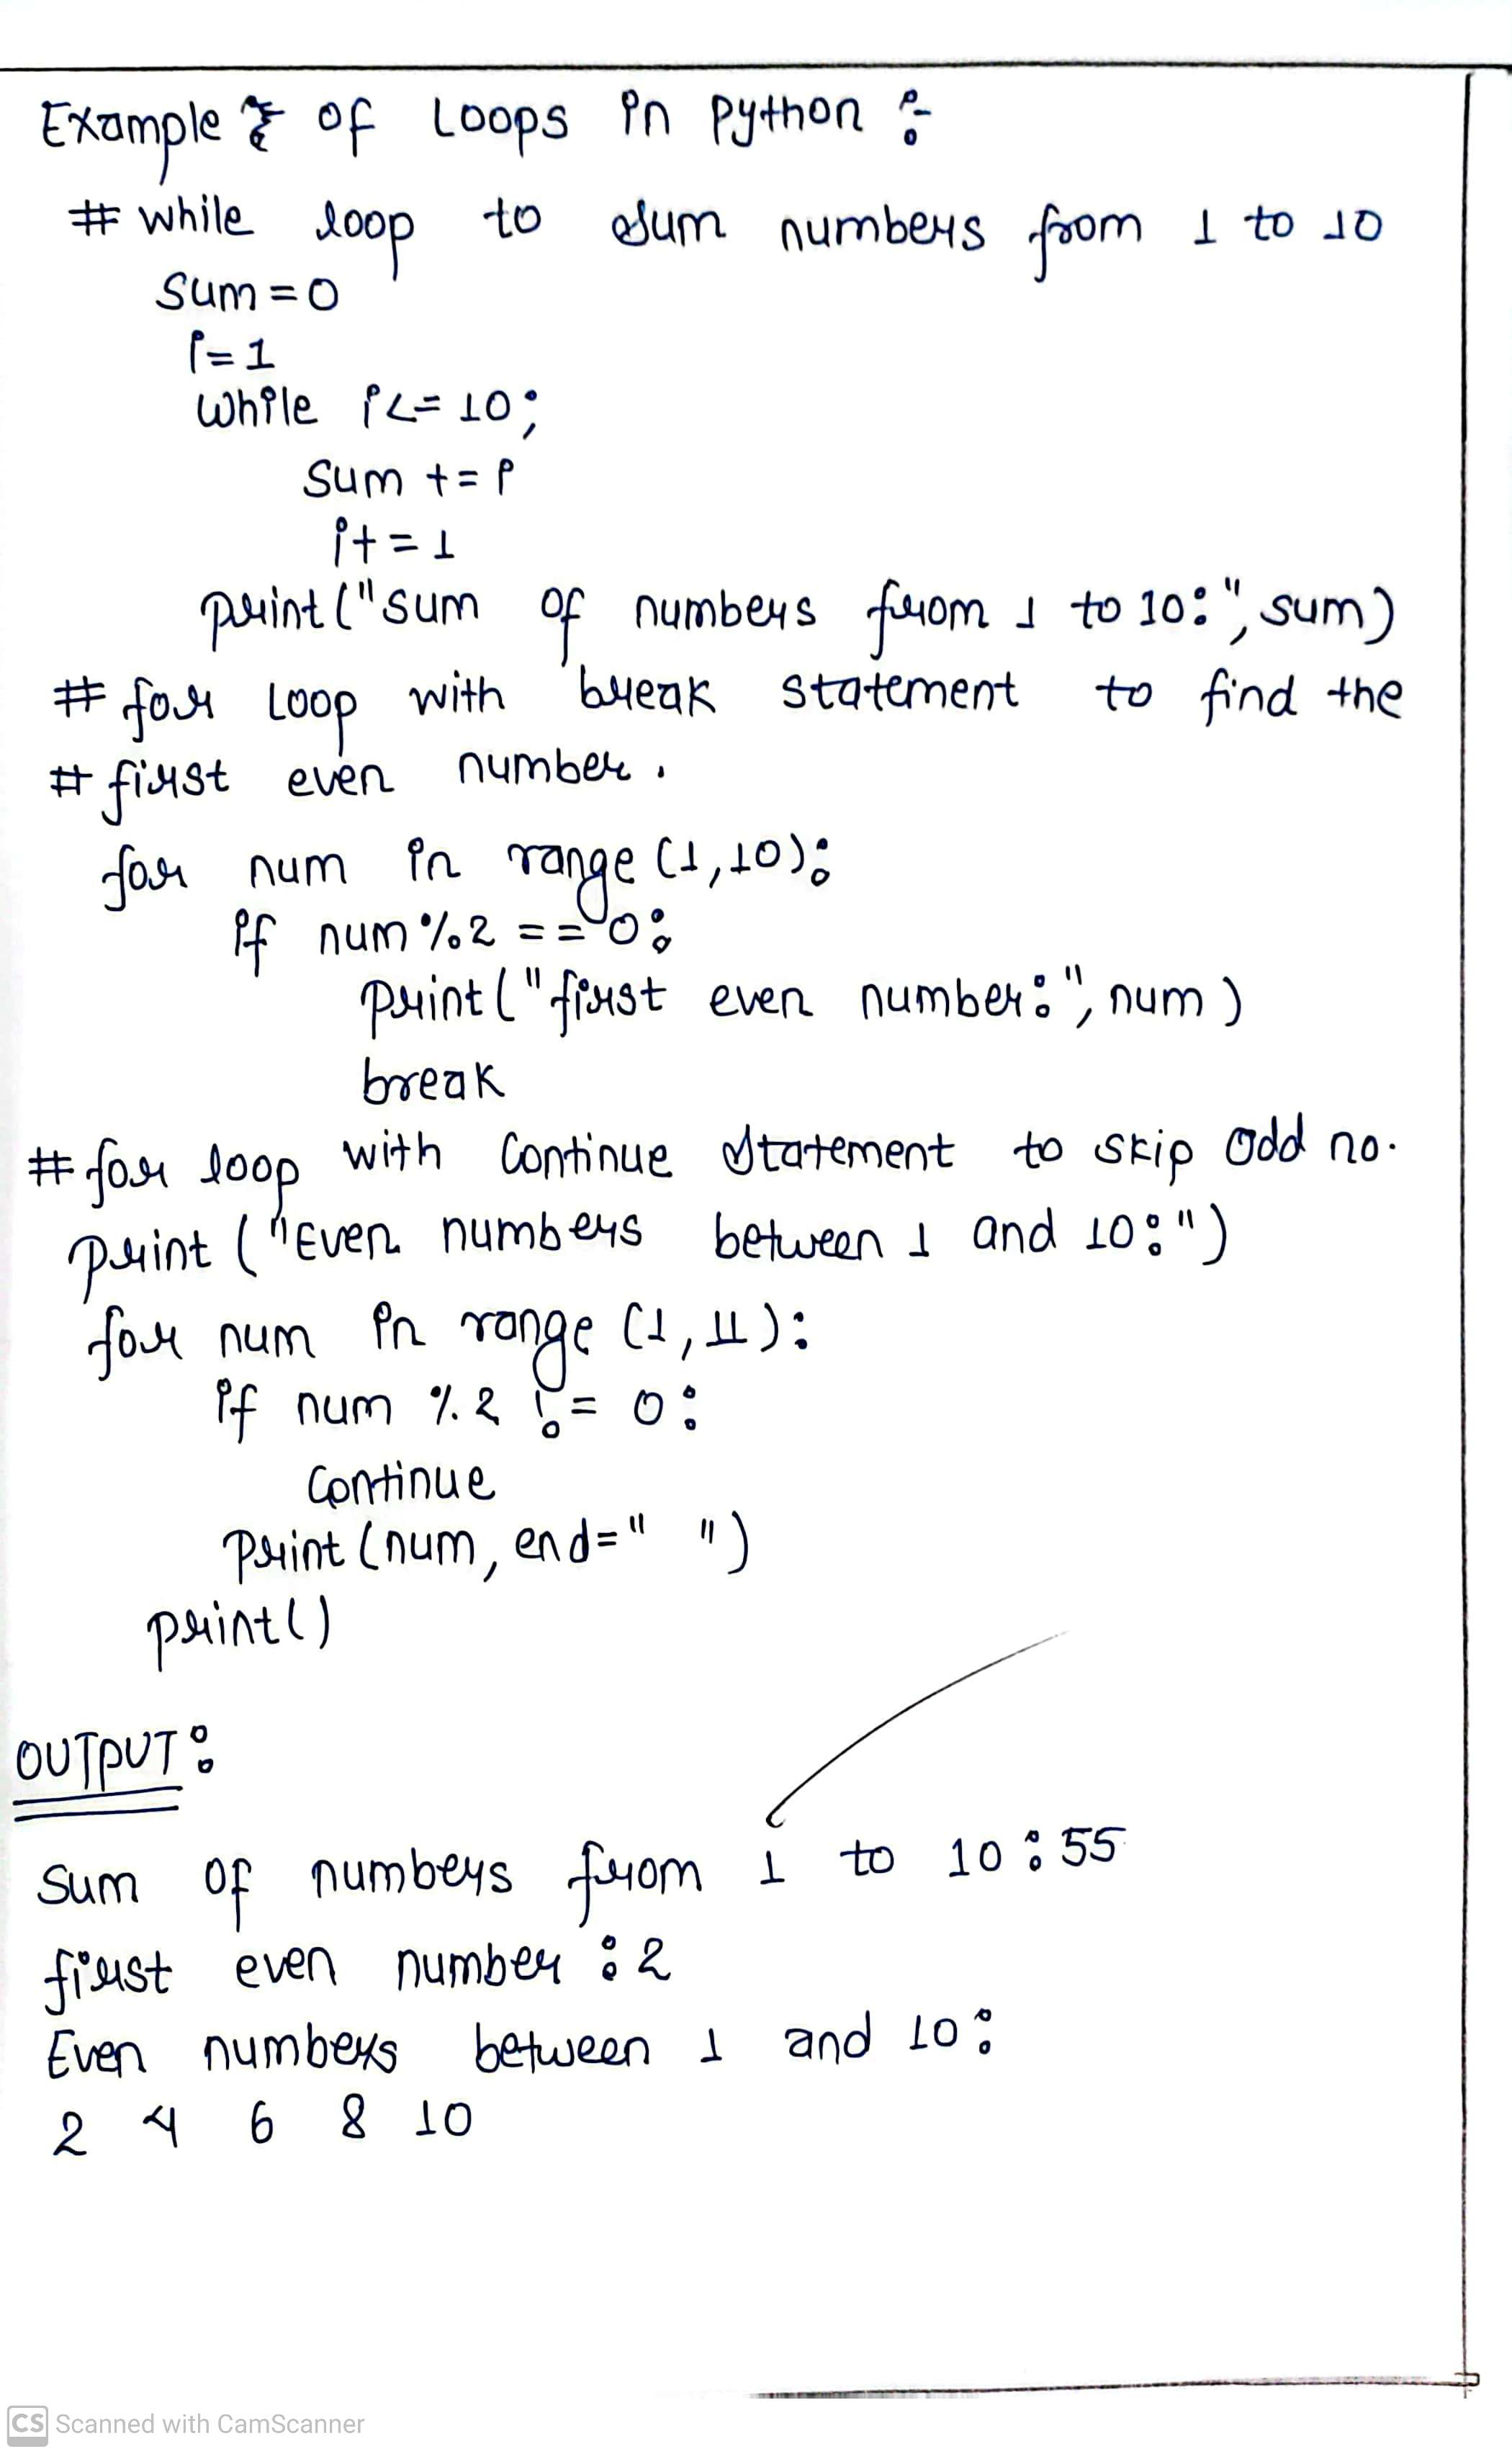 Example of Loops in python :-
# while loop to sum numbers from 1 to 10
sum=0
i=1
while i<=10;
sum +=i
i+=1
print("sum of numbers from 1 to 10:", sum)
# for loop with break statement to find the
# first even number.
for num in range (1,10):
if num%2 ==0:
print("first even number:", num)
break
# for loop with continue statement to skip odd no.
print ("Even numbers between 1 and 10:")
for num in range (1,11):
if num %2 != 0:
continue
print(num, end=" ")
print()
OUTPUT:
Sum of numbers from 1 to 10:55
first even number:2
Even numbers between 1 and 10:
2 4 6 8 10
CS Scanned with CamScanner